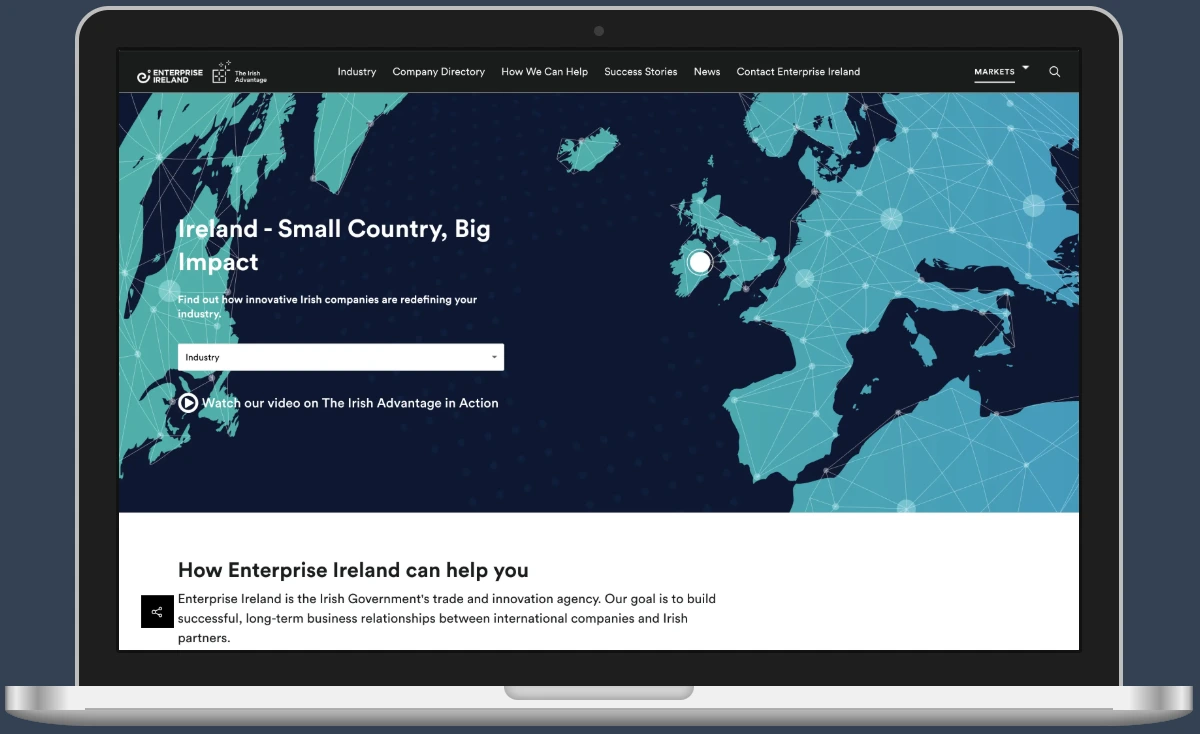 ENTERPRISE
IRELAND
The Irish
Advantage
Industry
Company Directory
How We Can Help
Success Stories
News
Contact Enterprise Ireland
MARKETS
Ireland - Small Country, Big
Impact
Find out how innovative Irish companies are redefining your
industry.
Industry
Watch our video on The Irish Advantage in Action
How Enterprise Ireland can help you
Enterprise Ireland is the Irish Government's trade and innovation agency. Our goal is to build
successful, long-term business relationships between international companies and Irish
partners.